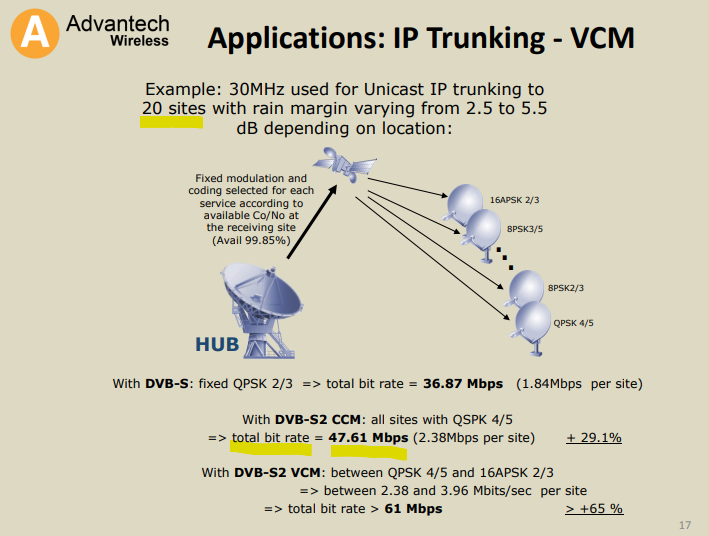 A
Advantech
Wireless
Applications: IP Trunking - VCM
Example: 30MHz used for Unicast IP trunking to
20 sites with rain margin varying from 2.5 to 5.5
dB depending on location:
Fixed modulation and
coding selected for each
service according to
available Co/No at
the receiving site
(Avail 99.85%)
16APSK 2/3
8PSK3/5
8PSK2/3
QPSK 4/5
HUB
With DVB-S: fixed QPSK 2/3 => total bit rate = 36.87 Mbps (1.84Mbps per site)
With DVB-S2 CCM: all sites with QSPK 4/5
=> total bit rate = 47.61 Mbps (2.38Mbps per site) + 29.1%
With DVB-S2 VCM: between QPSK 4/5 and 16APSK 2/3
=> between 2.38 and 3.96 Mbits/sec per site
=> total bit rate > 61 Mbps > +65 %
17